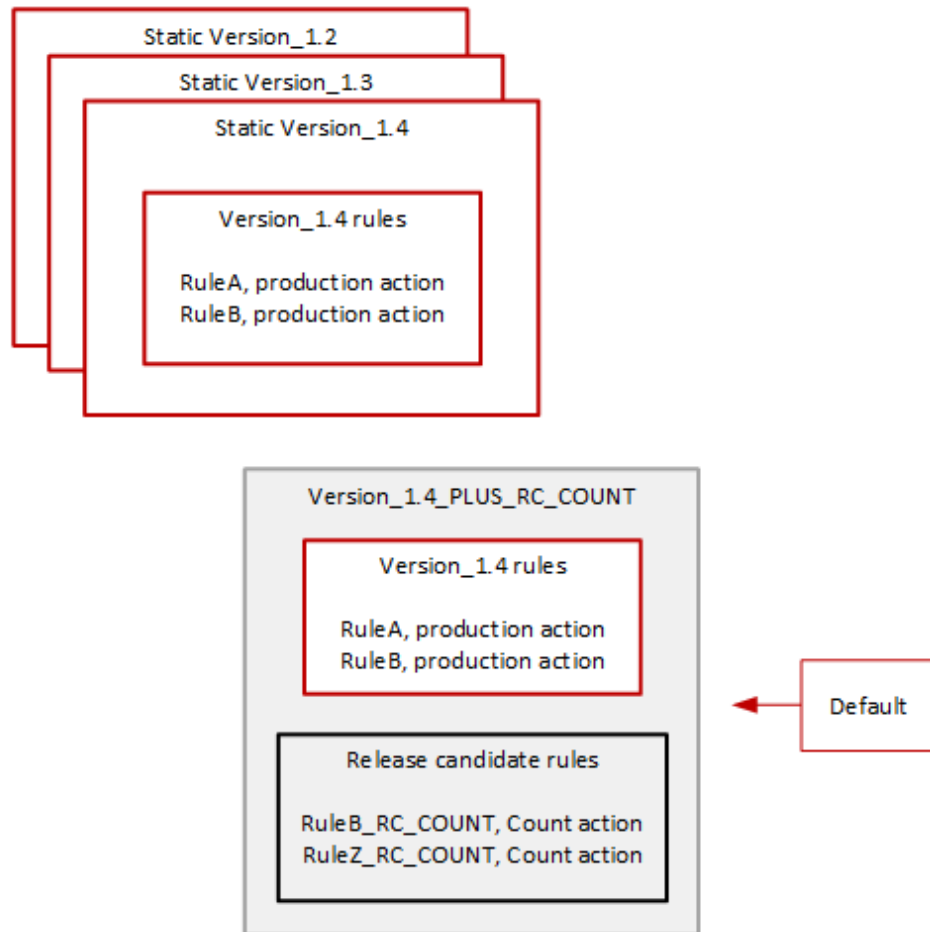 Static Version_1.2
Static Version_1.3
Static Version_1.4
Version_1.4 rules
RuleA, production action
RuleB, production action
Version_1.4_PLUS_RC_COUNT
Version_1.4 rules
RuleA, production action
RuleB, production action
Default
Release candidate rules
RuleB_RC_COUNT, Count action
RuleZ_RC_COUNT, Count action